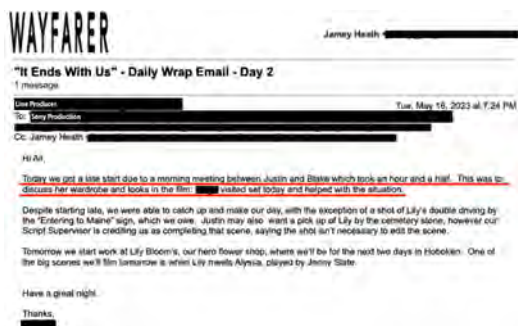 WAYFARER
Jamey Heath
"It Ends With Us" - Daily Wrap Email - Day 2
1 message
Line Producer
Tue, May 16, 2023 at 7:24 PM
To: Sony Production
Cc: Jamey Heath
Hi All,
Today we got a late start due to a morning meeting between Justin and Blake which took an hour and a half. This was to
discuss her wardrobe and looks in the film. visited set today and helped with the situation.
Despite starting late, we were able to catch up and make our day, with the exception of a shot of Lily's double driving by
the "Entering to Maine" sign, which we owe. Justin may also want a pick up of Lily by the cemetery stone, however our
Script Supervisor is crediting us as completing that scene, saying the shot isn't necessary to edit the scene.
Tomorrow we start work at Lily Bloom's, our hero flower shop, where we'll be for the next two days in Hoboken. One of
the big scenes we'll film tomorrow is when Lily meets Allysa, played by Jenny Slate.
Have a great night.
Thanks,